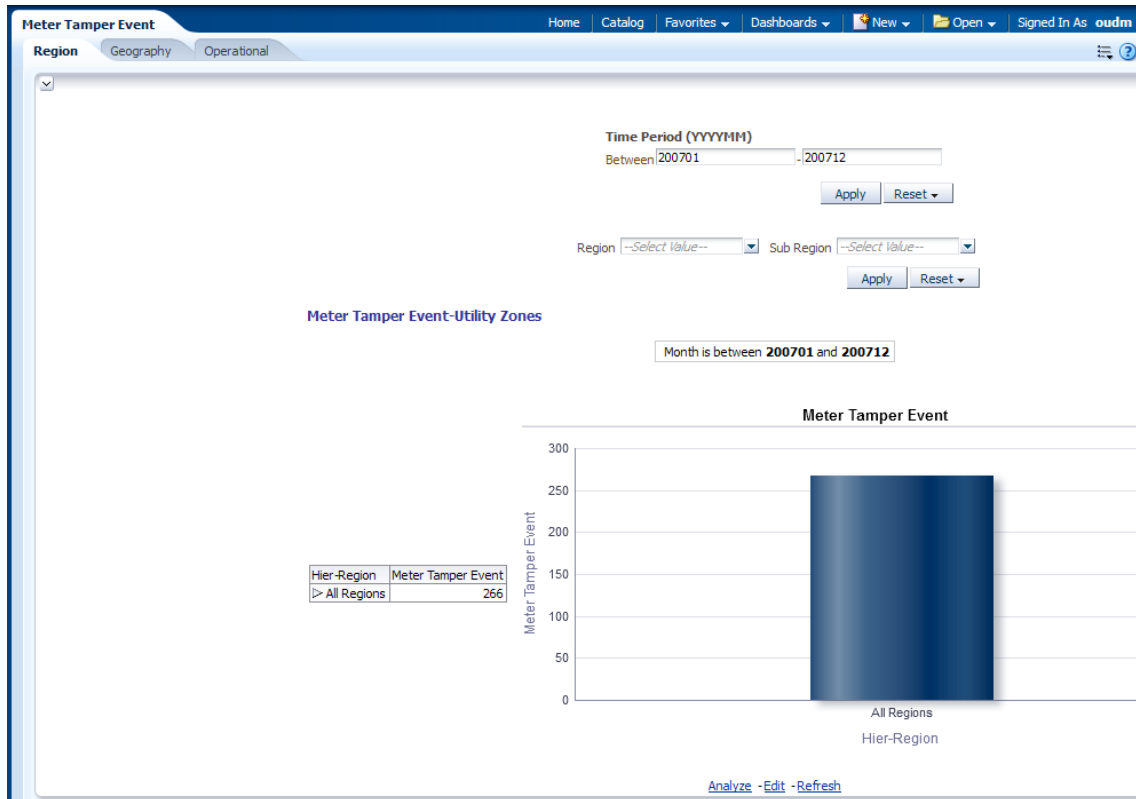 Meter Tamper Event
Home Catalog Favorites Dashboards New Open Signed In As oudm
Region Geography Operational
Time Period (YYYYMM)
Between 200701 - 200712
Apply Reset
Region --Select Value-- Sub Region --Select Value--
Apply Reset
Meter Tamper Event-Utility Zones
Month is between 200701 and 200712
Meter Tamper Event
300
250
200
150
100
50
0
Meter Tamper Event
Hier-Region Meter Tamper Event
All Regions 266
All Regions
Hier-Region
Analyze - Edit - Refresh